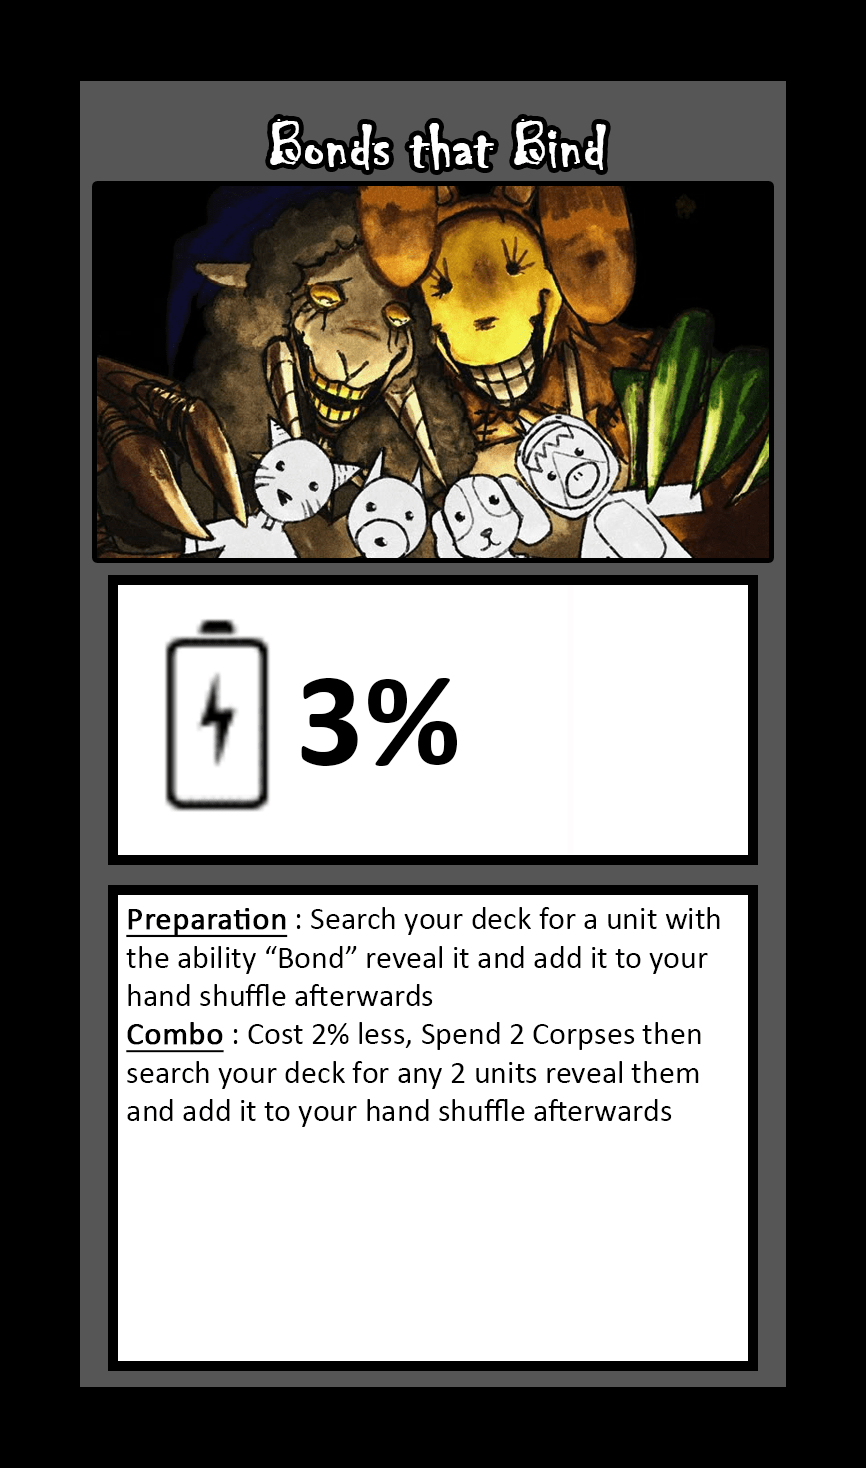 Bonds that Bind
3%
Preparation : Search your deck for a unit with
the ability “Bond” reveal it and add it to your
hand shuffle afterwards
Combo : Cost 2% less, Spend 2 Corpses then
search your deck for any 2 units reveal them
and add it to your hand shuffle afterwards